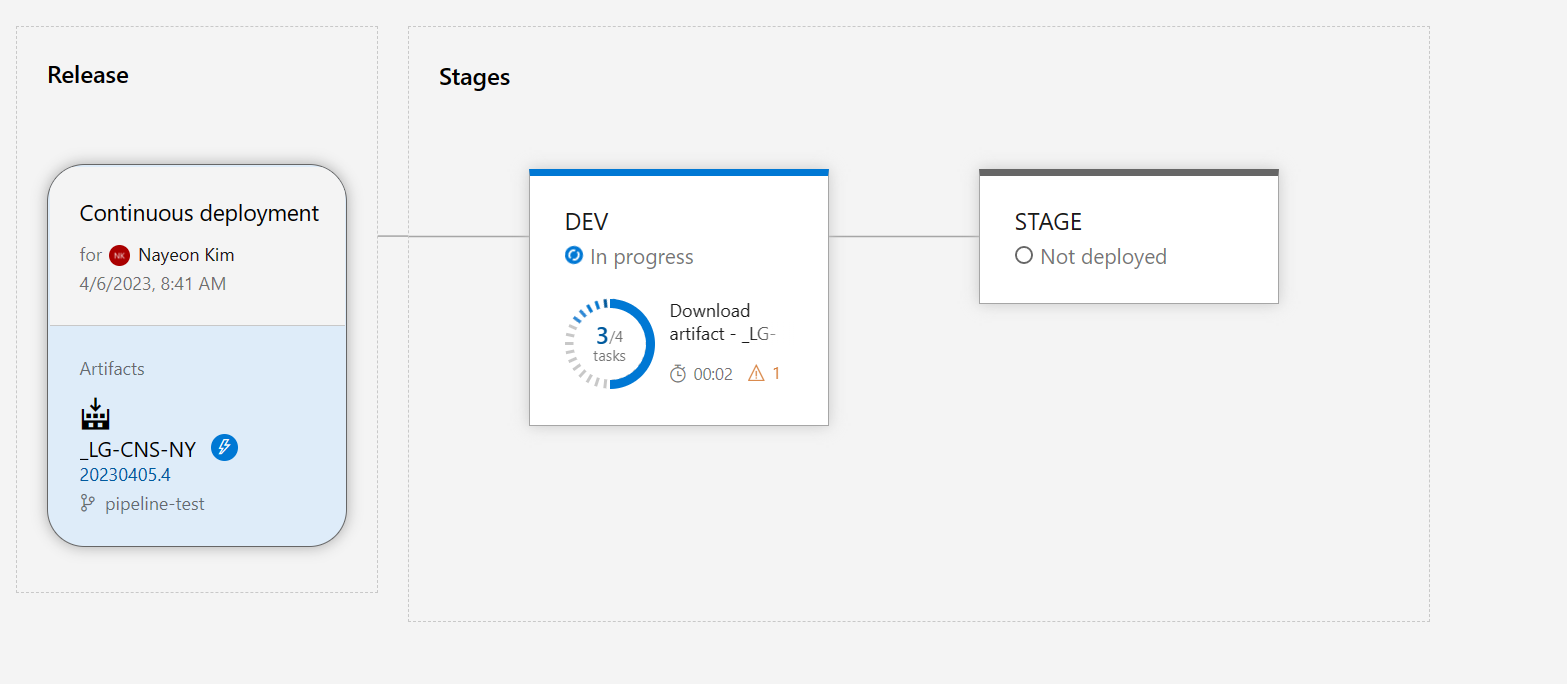 Release
Continuous deployment
for NK Nayeon Kim
4/6/2023, 8:41 AM
Artifacts
_LG-CNS-NY
20230405.4
pipeline-test
Stages
DEV
In progress
3/4
tasks
Download
artifact - _LG-
00:02 1
STAGE
Not deployed